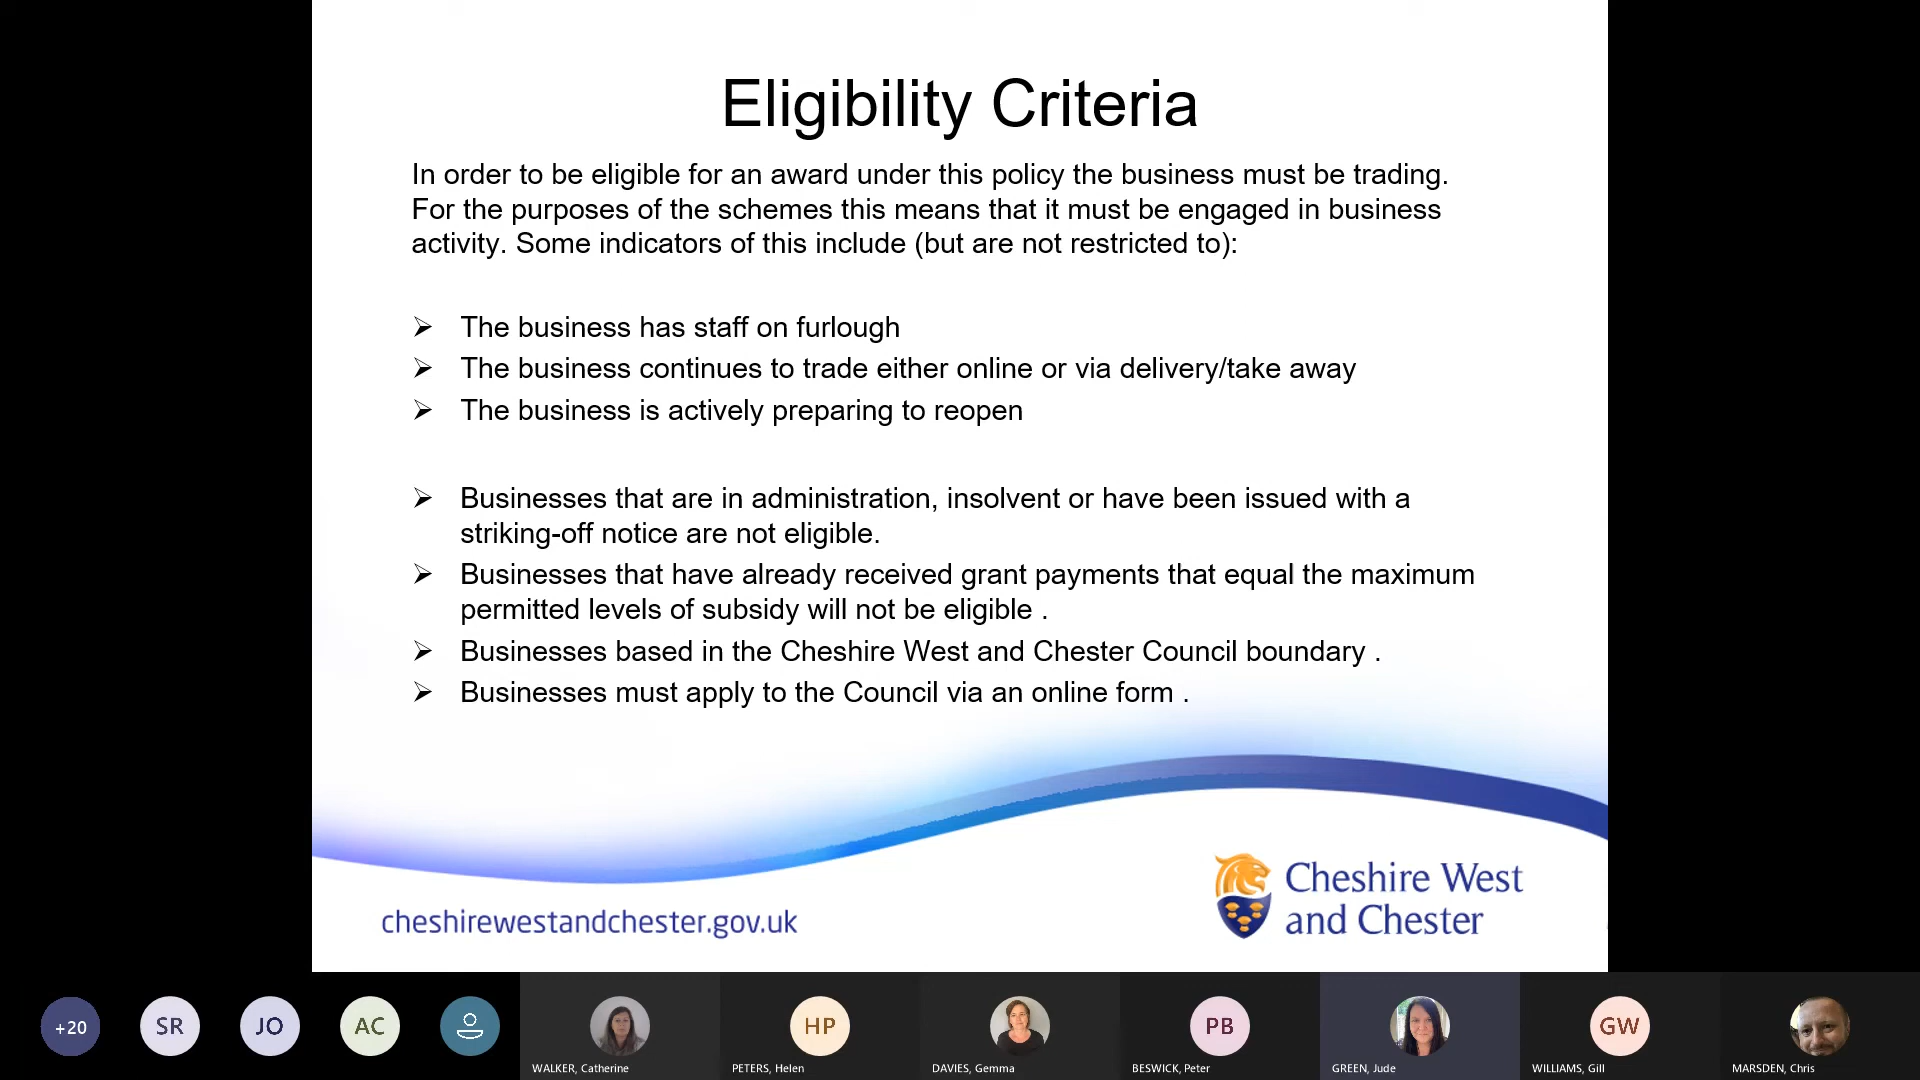 Eligibility Criteria
In order to be eligible for an award under this policy the business must be trading.
For the purposes of the schemes this means that it must be engaged in business
activity. Some indicators of this include (but are not restricted to):
➢ The business has staff on furlough
➢ The business continues to trade either online or via delivery/take away
➢ The business is actively preparing to reopen
➢ Businesses that are in administration, insolvent or have been issued with a
striking-off notice are not eligible.
➢ Businesses that have already received grant payments that equal the maximum
permitted levels of subsidy will not be eligible .
➢ Businesses based in the Cheshire West and Chester Council boundary .
➢ Businesses must apply to the Council via an online form .
cheshirewestandchester.gov.uk
Cheshire West
and Chester
+20
SR
JO
AC
WALKER, Catherine
HP
PETERS, Helen
DAVIES, Gemma
PB
BESWICK, Peter
GREEN, Jude
GW
WILLIAMS, Gill
MARSDEN, Chris